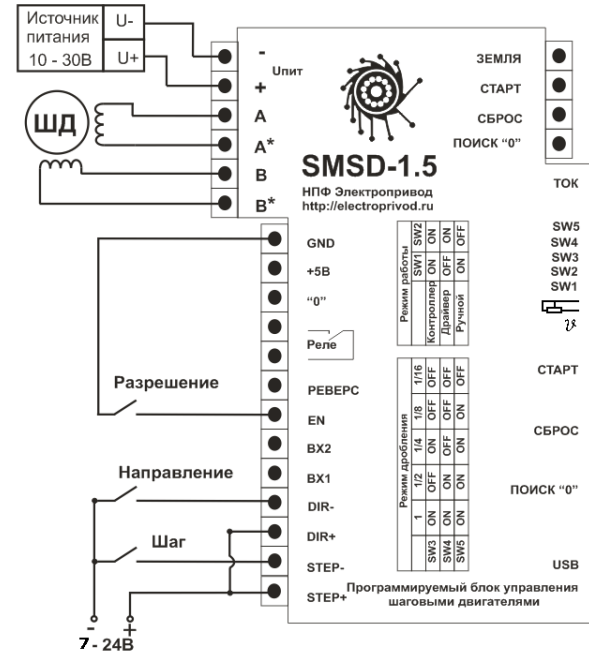 Источник
питания
10 - 30В
U-
U+
ШД
-
+
Uпит
A
A*
B
B*
SMSD-1.5
НПФ Электропривод
http://electroprivod.ru
ЗЕМЛЯ
СТАРТ
СБРОС
ПОИСК “0”
ТОК
SW5
SW4
SW3
SW2
SW1
ϑ
СТАРТ
СБРОС
ПОИСК “0”
USB
GND
+5В
“0”
Реле
РЕВЕРС
EN
ВХ2
ВХ1
DIR-
DIR+
STEP-
STEP+
Режим работы
SW1 SW2
Контроллер ON ON
Драйвер OFF ON
Ручной ON OFF
Режим дробления
1 1/2 1/4 1/8 1/16
SW3 ON OFF ON OFF OFF
SW4 ON ON OFF OFF OFF
SW5 ON ON ON ON OFF
Разрешение
Направление
Шаг
- +
7 - 24В
Программируемый блок управления
шаговыми двигателями